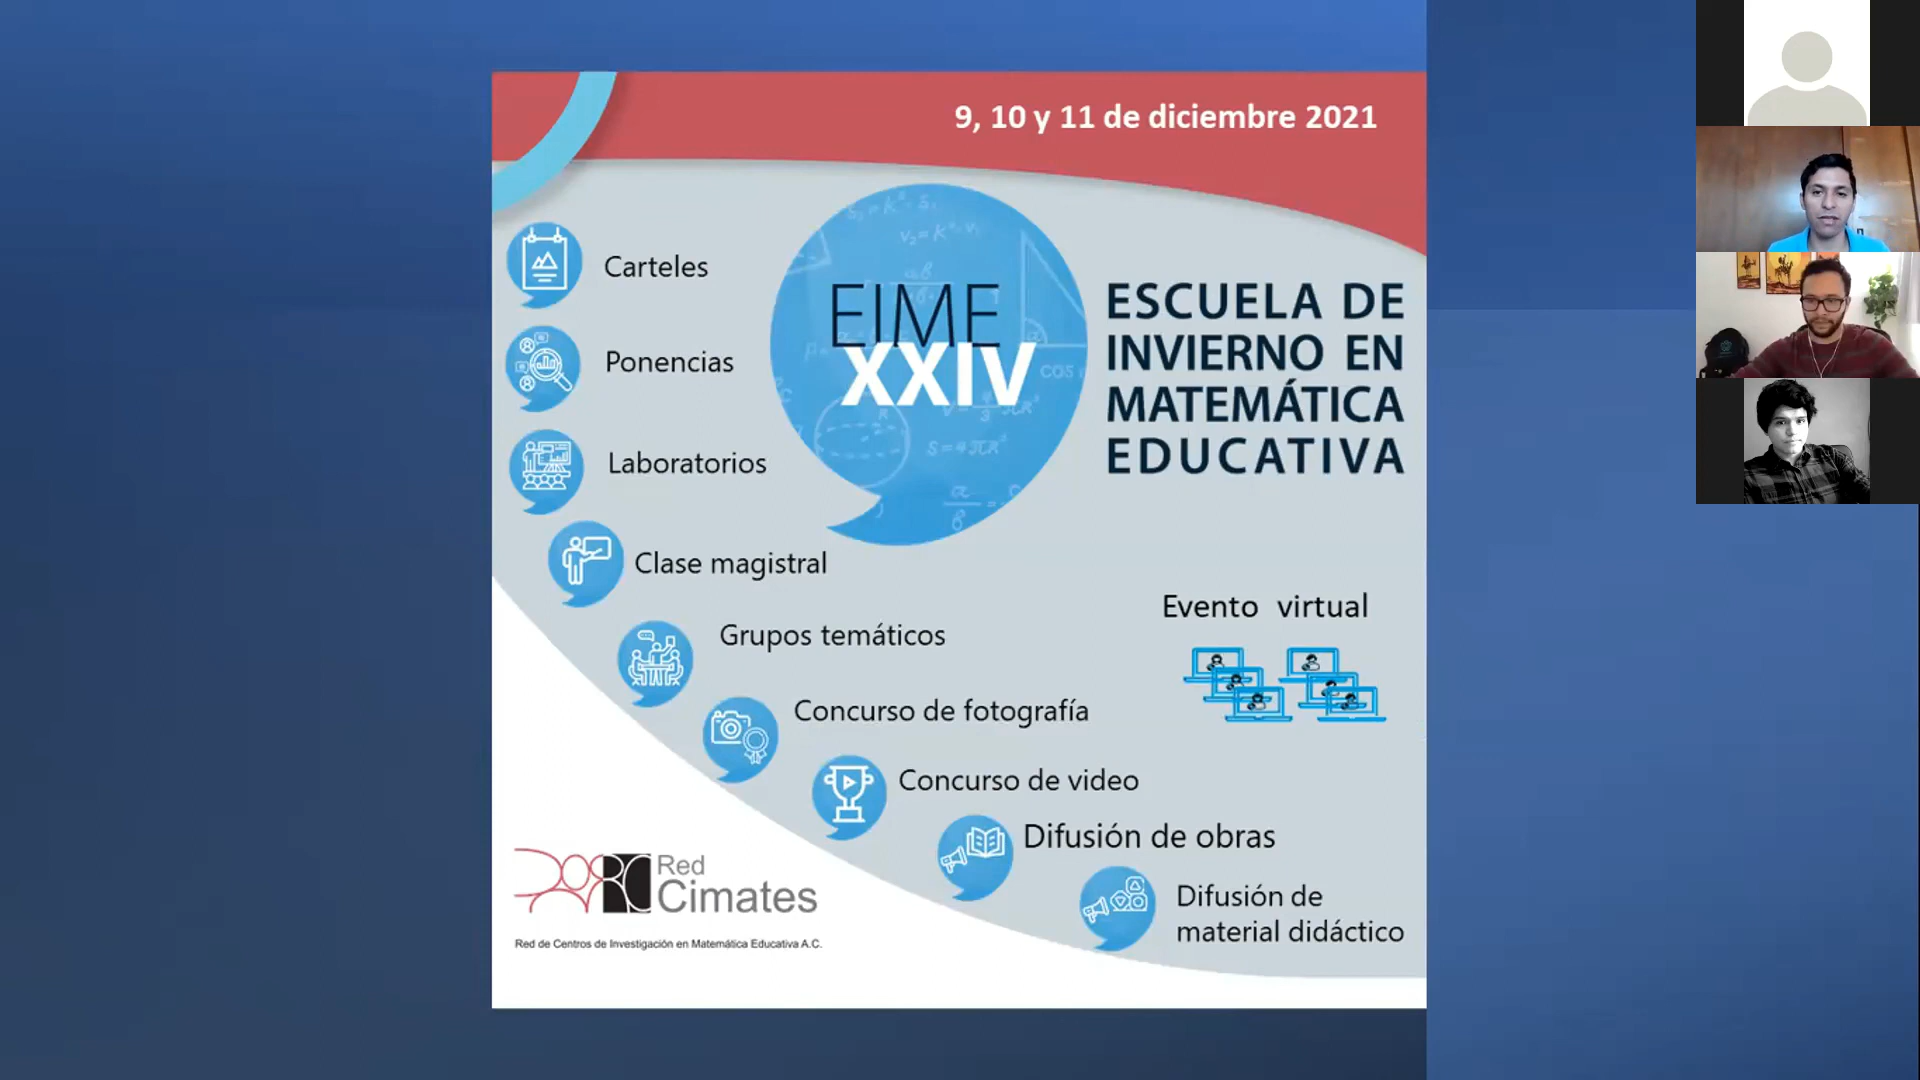 9, 10 y 11 de diciembre 2021
EIME
XXIV
ESCUELA DE
INVIERNO EN
MATEMÁTICA
EDUCATIVA
Carteles
Ponencias
Laboratorios
Clase magistral
Grupos temáticos
Concurso de fotografía
Concurso de video
Difusión de obras
Difusión de
material didáctico
Evento virtual
Red
Cimates
Red de Centros de Investigación en Matemática Educativa A.C.